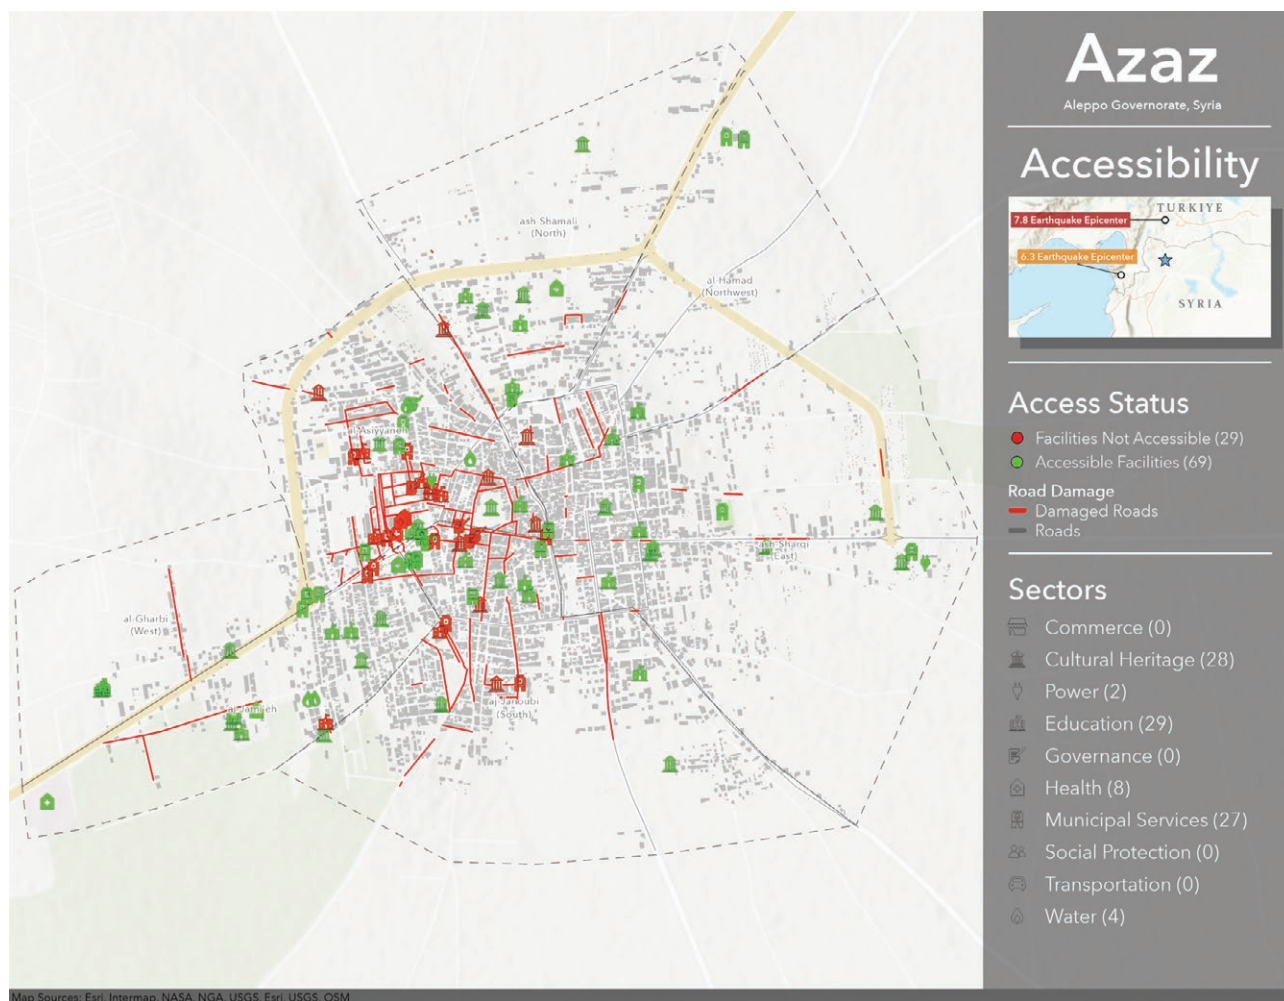 Azaz
Aleppo Governorate, Syria
Accessibility
TURKIYE
7.8 Earthquake Epicenter
6.3 Earthquake Epicenter
SYRIA
Access Status
Facilities Not Accessible (29)
Accessible Facilities (69)
Road Damage
Damaged Roads
Roads
Sectors
Commerce (0)
Cultural Heritage (28)
Power (2)
Education (29)
Governance (0)
Health (8)
Municipal Services (27)
Social Protection (0)
Transportation (0)
Water (4)
ash-Shamali
(North)
al-Hamad
(Northwest)
al-Asiyyaneh
ash-Sharqi
(East)
al-Gharbi
(West)
aj-Janoubi
(South)
Map Sources: Esri, Intermap, NASA, NGA, USGS, Esri, USGS, OSM